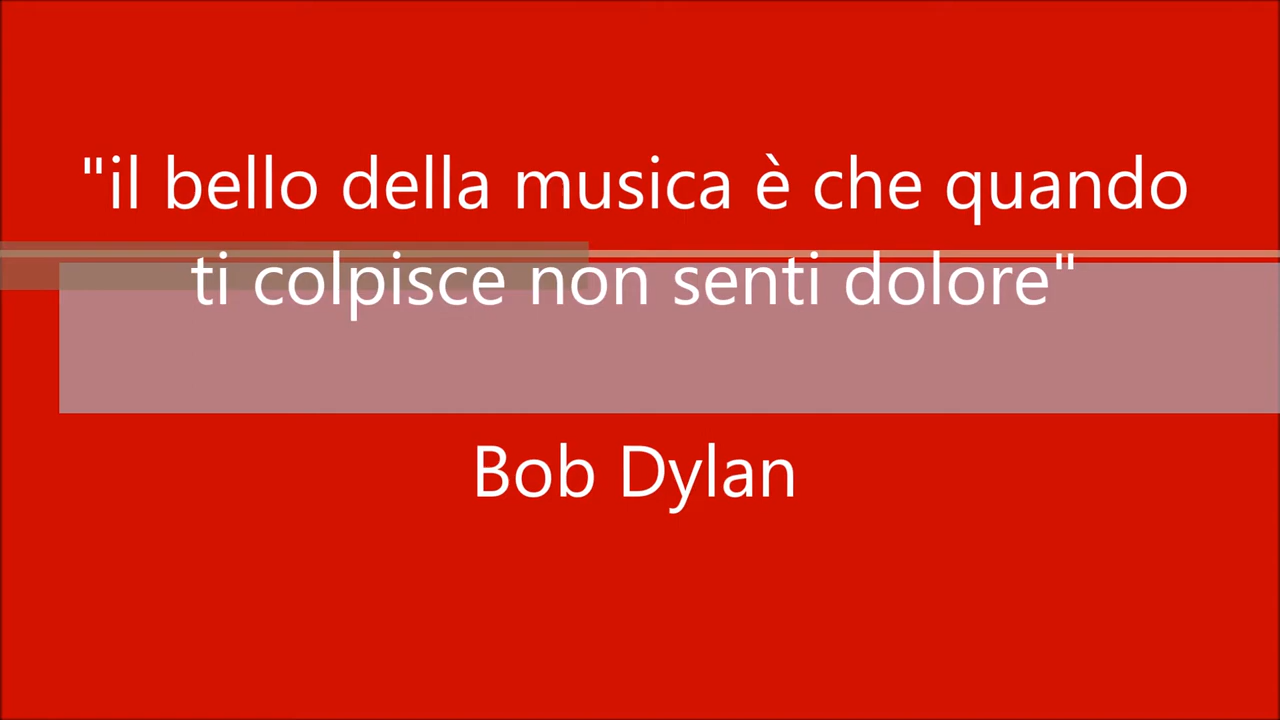 "il bello della musica è che quando
ti colpisce non senti dolore"
Bob Dylan